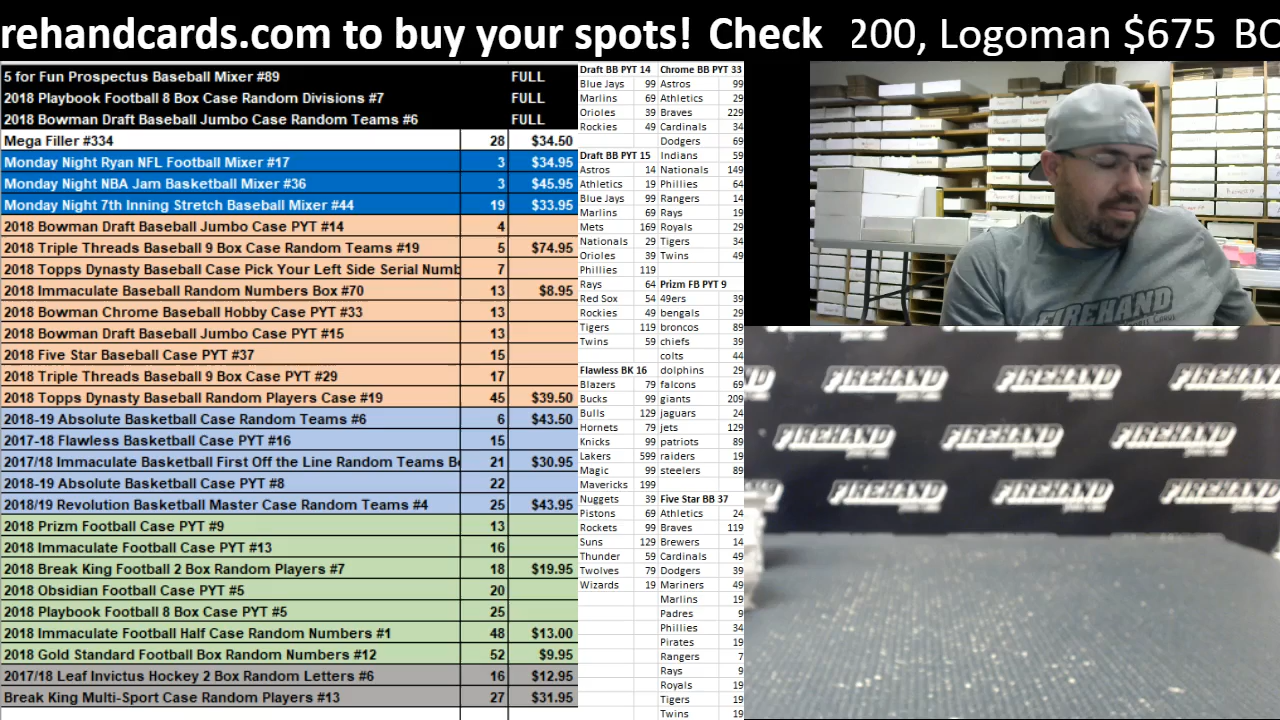 rehandcards.com to buy your spots! Check 200, Logoman $675 BO
5 for Fun Prospectus Baseball Mixer #89 FULL
2018 Playbook Football 8 Box Case Random Divisions #7 FULL
2018 Bowman Draft Baseball Jumbo Case Random Teams #6 FULL
Mega Filler #334 28 $34.50
Monday Night Ryan NFL Football Mixer #17 3 $34.95
Monday Night NBA Jam Basketball Mixer #36 3 $45.95
Monday Night 7th Inning Stretch Baseball Mixer #44 19 $33.95
2018 Bowman Draft Baseball Jumbo Case PYT #14 4
2018 Triple Threads Baseball 9 Box Case Random Teams #19 5 $74.95
2018 Topps Dynasty Baseball Case Pick Your Left Side Serial Numb 7
2018 Immaculate Baseball Random Numbers Box #70 13 $8.95
2018 Bowman Chrome Baseball Hobby Case PYT #33 13
2018 Bowman Draft Baseball Jumbo Case PYT #15 13
2018 Five Star Baseball Case PYT #37 15
2018 Triple Threads Baseball 9 Box Case PYT #29 17
2018 Topps Dynasty Baseball Random Players Case #19 45 $39.50
2018-19 Absolute Basketball Case Random Teams #6 6 $43.50
2017-18 Flawless Basketball Case PYT #16 15
2017/18 Immaculate Basketball First Off the Line Random Teams Bo 21 $30.95
2018-19 Absolute Basketball Case PYT #8 22
2018/19 Revolution Basketball Master Case Random Teams #4 25 $43.95
2018 Prizm Football Case PYT #9 13
2018 Immaculate Football Case PYT #13 16
2018 Break King Football 2 Box Random Players #7 18 $19.95
2018 Obsidian Football Case PYT #5 20
2018 Playbook Football 8 Box Case PYT #5 25
2018 Immaculate Football Half Case Random Numbers #1 48 $13.00
2018 Gold Standard Football Box Random Numbers #12 52 $9.95
2017/18 Leaf Invictus Hockey 2 Box Random Letters #6 16 $12.95
Break King Multi-Sport Case Random Players #13 27 $31.95
Draft BB PYT 14
Blue Jays 99
Marlins 69
Orioles 39
Rockies 49
Draft BB PYT 15
Astros 14
Athletics 19
Blue Jays 99
Marlins 69
Mets 169
Nationals 29
Orioles 39
Phillies 119
Rays 64
Red Sox 54
Rockies 49
Tigers 119
Twins 59
Flawless BK 16
Blazers 79
Bucks 99
Bulls 129
Hornets 79
Knicks 99
Lakers 599
Magic 99
Mavericks 199
Nuggets 39
Pistons 69
Rockets 99
Suns 129
Thunder 59
Twolves 79
Wizards 19
Chrome BB PYT 33
Astros 99
Athletics 29
Braves 229
Cardinals 34
Dodgers 69
Indians 59
Nationals 149
Phillies 64
Rangers 14
Rays 19
Royals 29
Tigers 34
Twins 49
Prizm FB PYT 9
49ers 39
bengals 29
broncos 89
chiefs 39
colts 44
dolphins 29
falcons 69
giants 209
jaguars 24
jets 129
patriots 89
raiders 19
steelers 89
Five Star BB 37
Athletics 24
Braves 119
Brewers 14
Cardinals 49
Dodgers 39
Mariners 49
Marlins 19
Padres 9
Phillies 34
Pirates 19
Rangers 7
Rays 9
Royals 19
Tigers 19
Twins 19
FIREHAND
FIREHAND
FIREHAND
FIREHAND
FIREHAND
FIREHAND
FIREHAND
FIREHAND
FIREHAND
FIREHAND